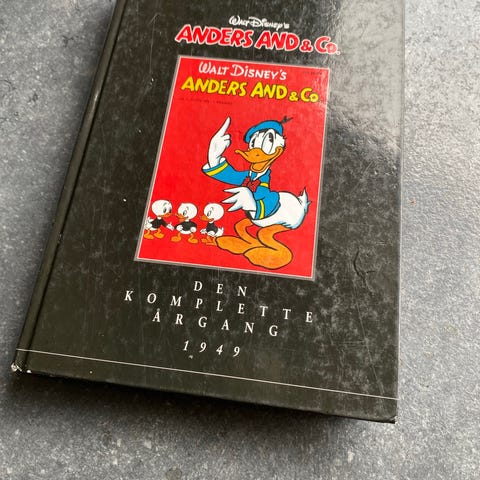 WALT DISNEY'S
ANDERS AND & Co.
WALT DISNEY'S
ANDERS AND & Co.
DEN
KOMPLETTE
ÅRGANG
1949